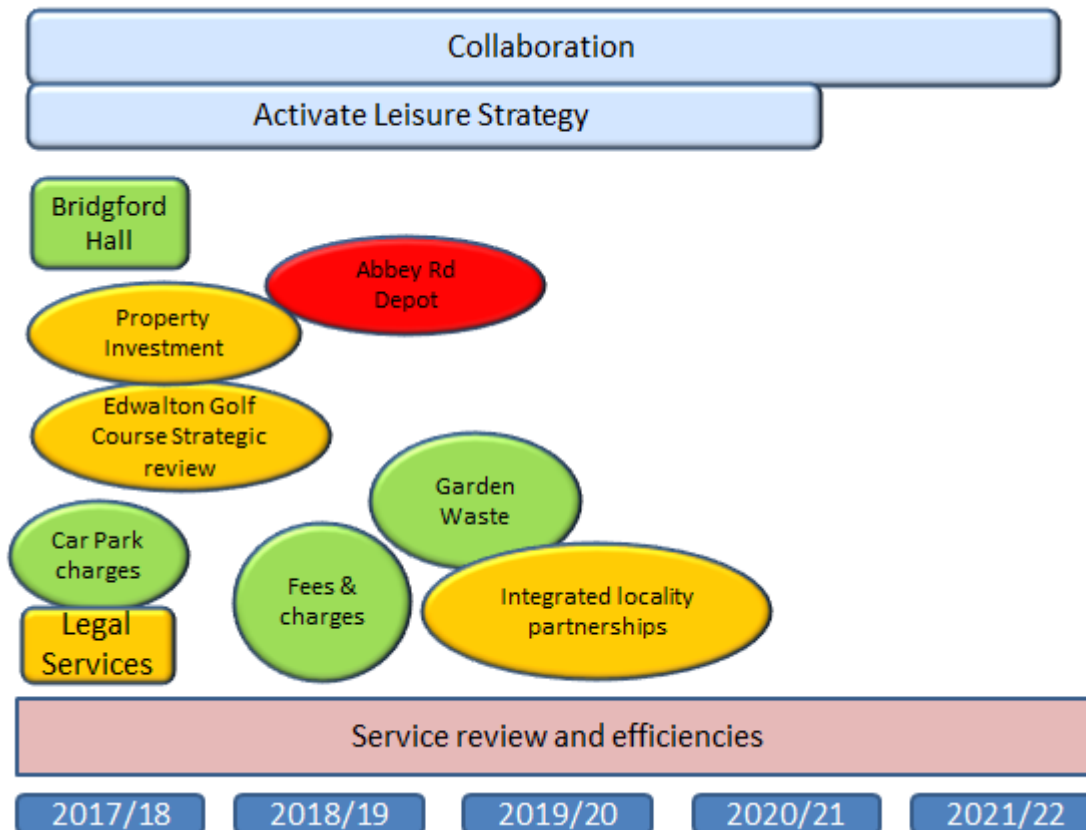 Collaboration
Activate Leisure Strategy
Bridgford
Hall
Abbey Rd
Depot
Property
Investment
Edwalton Golf
Course Strategic
review
Garden
Waste
Car Park
charges
Fees &
charges
Integrated locality
partnerships
Legal
Services
Service review and efficiencies
2017/18
2018/19
2019/20
2020/21
2021/22